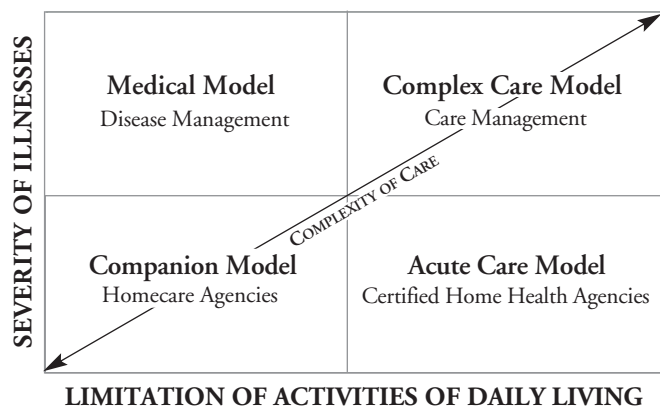 SEVERITY OF ILLNESSES
Medical Model
Disease Management
Complex Care Model
Care Management
COMPLEXITY OF CARE
Companion Model
Homecare Agencies
Acute Care Model
Certified Home Health Agencies
LIMITATION OF ACTIVITIES OF DAILY LIVING